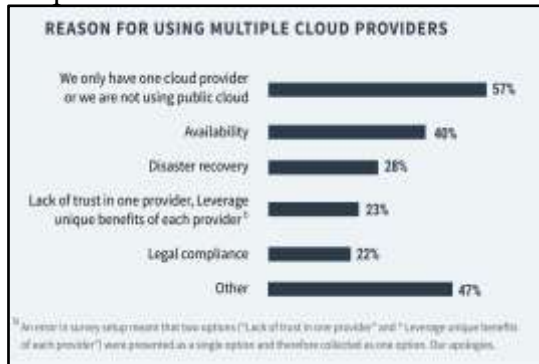 REASON FOR USING MULTIPLE CLOUD PROVIDERS
We only have one cloud provider
or we are not using public cloud
57%
Availability
40%
Disaster recovery
28%
Lack of trust in one provider, Leverage
unique benefits of each provider
23%
Legal compliance
22%
Other
47%
An error in survey setup meant that two options ("Lack of trust in one provider" and " Leverage unique benefits
of each provider") were presented as a single option and therefore collected as one option. Our apologies.